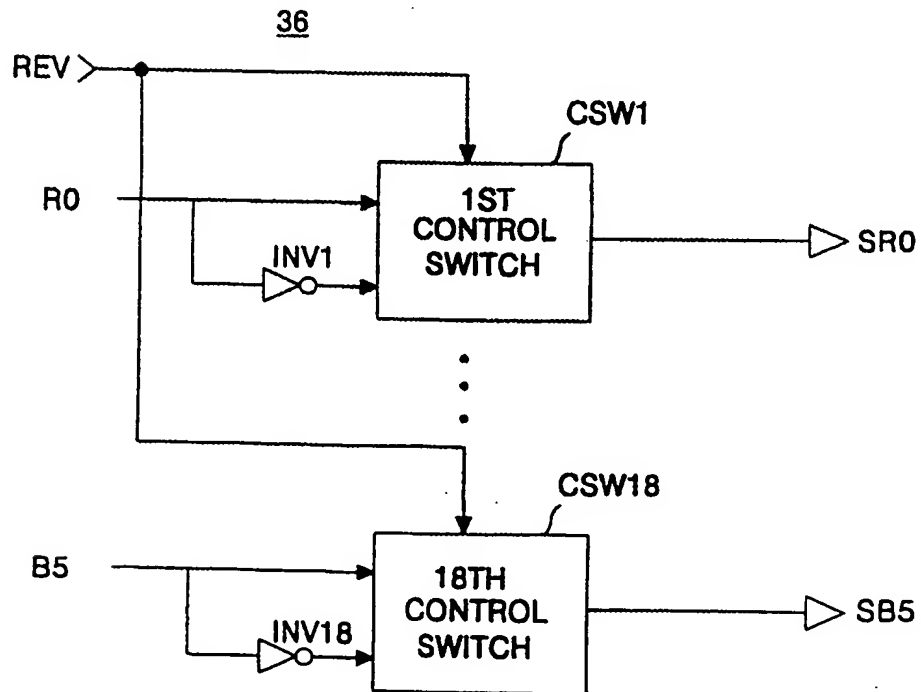 36
REV
CSW1
R0
1ST
CONTROL
SWITCH
INV1
SR0
CSW18
B5
18TH
CONTROL
SWITCH
INV18
SB5